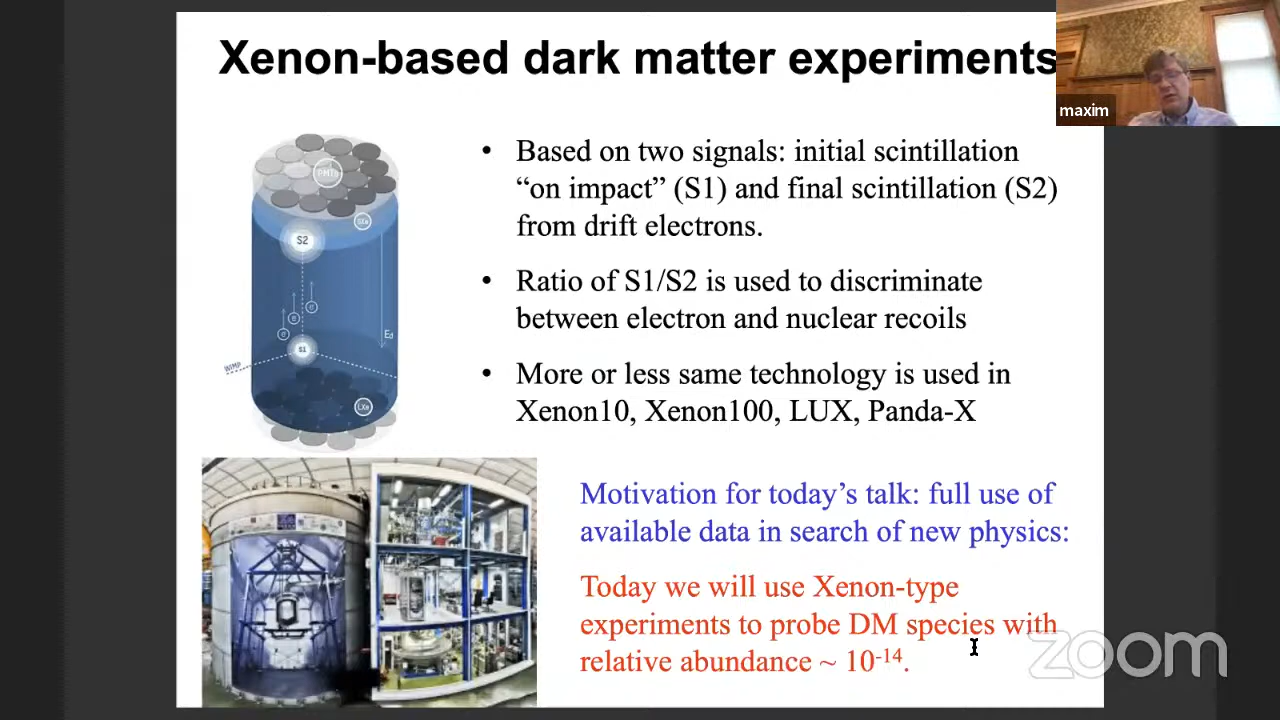 Xenon-based dark matter experiments
maxim
• Based on two signals: initial scintillation
“on impact” (S1) and final scintillation (S2)
from drift electrons.
• Ratio of S1/S2 is used to discriminate
between electron and nuclear recoils
• More or less same technology is used in
Xenon10, Xenon100, LUX, Panda-X
PMTs
GXe
S2
Ed
S1
WIMP
LXe
Motivation for today’s talk: full use of
available data in search of new physics:
Today we will use Xenon-type
experiments to probe DM species with
relative abundance ~ 10⁻¹⁴.
zoom